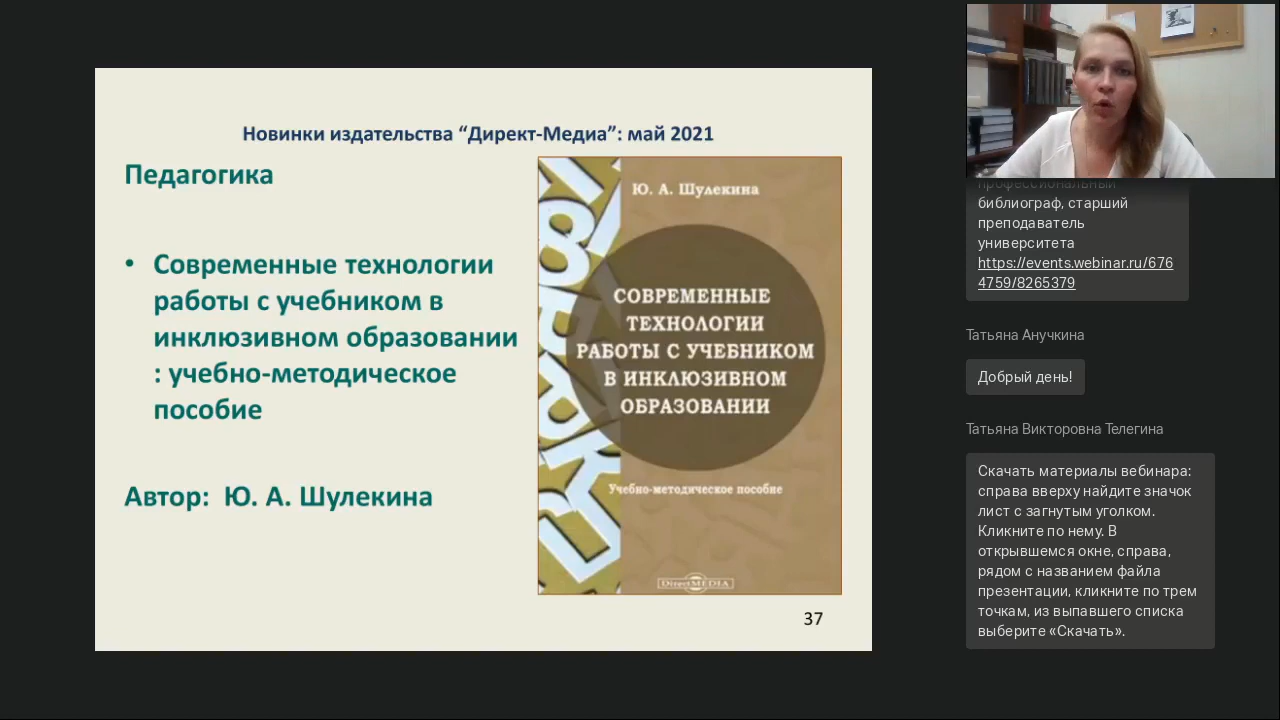 Новинки издательства “Директ-Медиа”: май 2021
Педагогика
• Современные технологии
работы с учебником в
инклюзивном образовании
: учебно-методическое
пособие
Автор: Ю. А. Шулекина
Ю. А. Шулекина
СОВРЕМЕННЫЕ
ТЕХНОЛОГИИ
РАБОТЫ С УЧЕБНИКОМ
В ИНКЛЮЗИВНОМ
ОБРАЗОВАНИИ
Учебно-методическое пособие
DirectMEDIA
37
профессиональный
библиограф, старший
преподаватель
университета
https://events.webinar.ru/676
4759/8265379
Татьяна Анучкина
Добрый день!
Татьяна Викторовна Телегина
Скачать материалы вебинара:
справа вверху найдите значок
лист с загнутым уголком.
Кликните по нему. В
открывшемся окне, справа,
рядом с названием файла
презентации, кликните по трем
точкам, из выпавшего списка
выберите «Скачать».